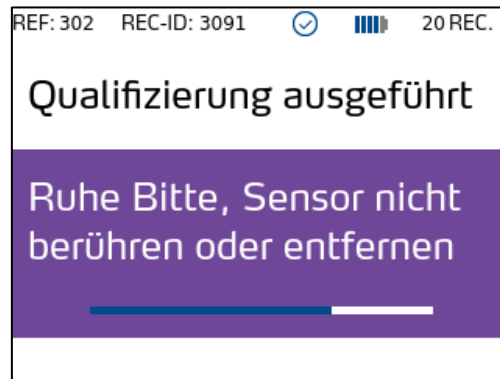 REF: 302 REC-ID: 3091 20 REC.
Qualifizierung ausgeführt
Ruhe Bitte, Sensor nicht
berühren oder entfernen